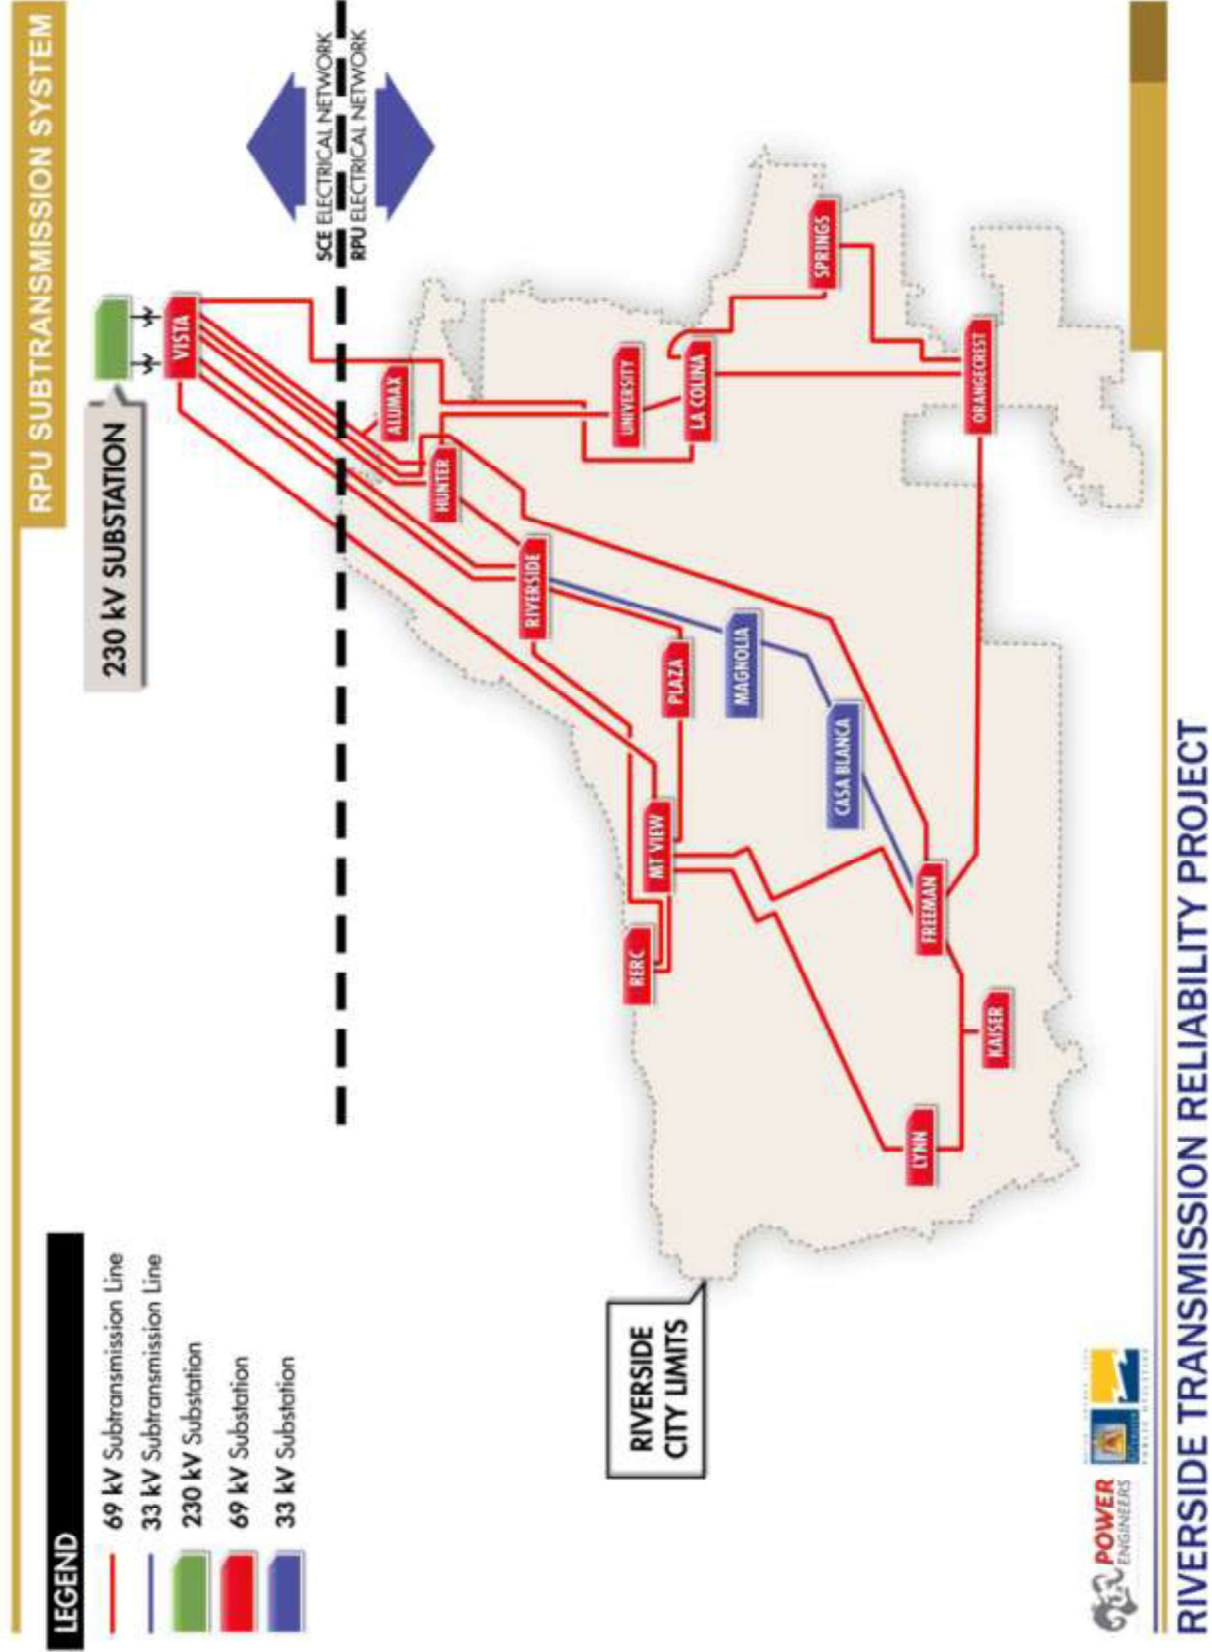 RPU SUBTRANSMISSION SYSTEM
LEGEND
69 kV Subtransmission Line
33 kV Subtransmission Line
230 kV Substation
69 kV Substation
33 kV Substation
230 kV SUBSTATION
VISTA
SCE ELECTRICAL NETWORK
RPU ELECTRICAL NETWORK
ALUMAX
HUNTER
RIVERSIDE
UNIVERSITY
LA COLINA
SPRINGS
PLAZA
MT VIEW
RERC
MAGNOLIA
CASA BLANCA
ORANGECREST
FREEMAN
KAISER
LYNN
RIVERSIDE
CITY LIMITS
POWER
ENGINEERS
PUBLIC UTILITIES
RIVERSIDE TRANSMISSION RELIABILITY PROJECT